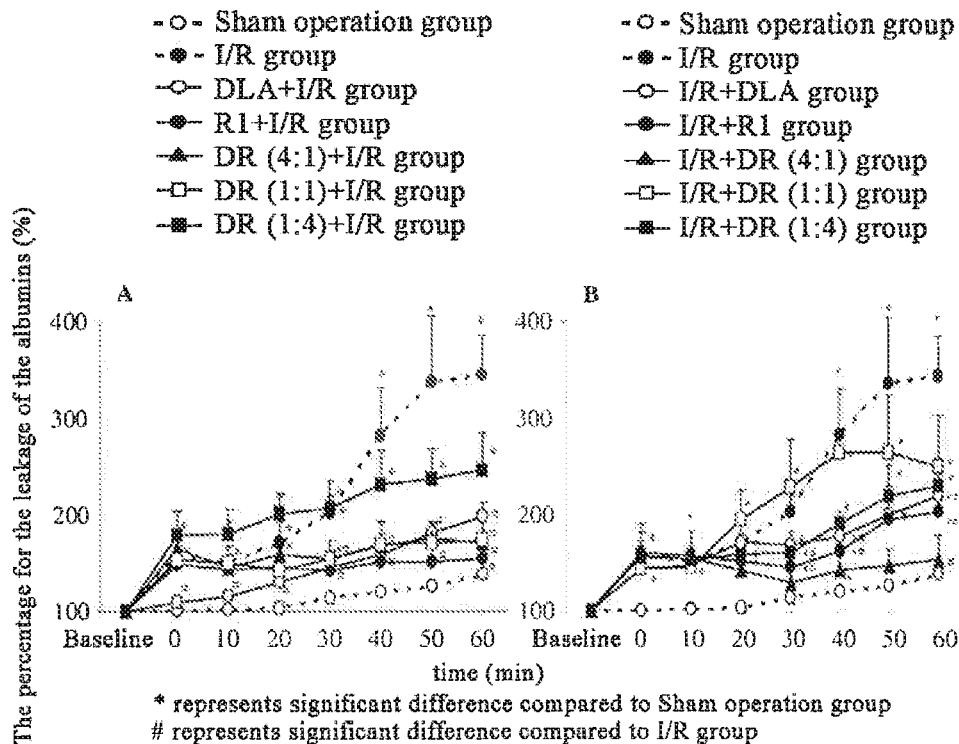 Sham operation group
I/R group
DLA+I/R group
R1+I/R group
DR (4:1)+I/R group
DR (1:1)+I/R group
DR (1:4)+I/R group
Sham operation group
I/R group
I/R+DLA group
I/R+R1 group
I/R+DR (4:1) group
I/R+DR (1:1) group
I/R+DR (1:4) group
The percentage for the leakage of the albumins (%)
A
400
300
200
100
Baseline 0 10 20 30 40 50 60
B
400
300
200
100
Baseline 0 10 20 30 40 50 60
time (min)
* represents significant difference compared to Sham operation group
# represents significant difference compared to I/R group